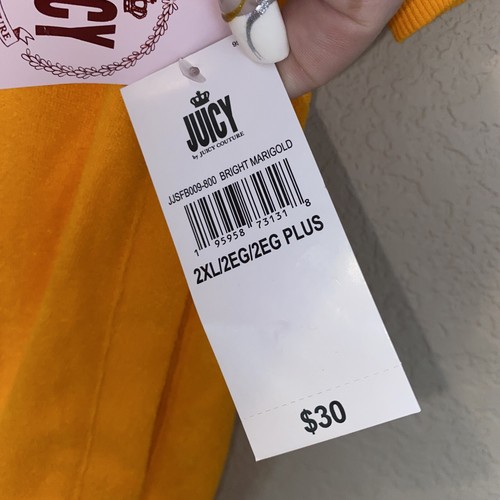 JUICY
JUICY
by JUICY COUTURE
JJSFB009-800 BRIGHT MARIGOLD
1 95958 73131 8
2XL/2EG/2EG PLUS
$30